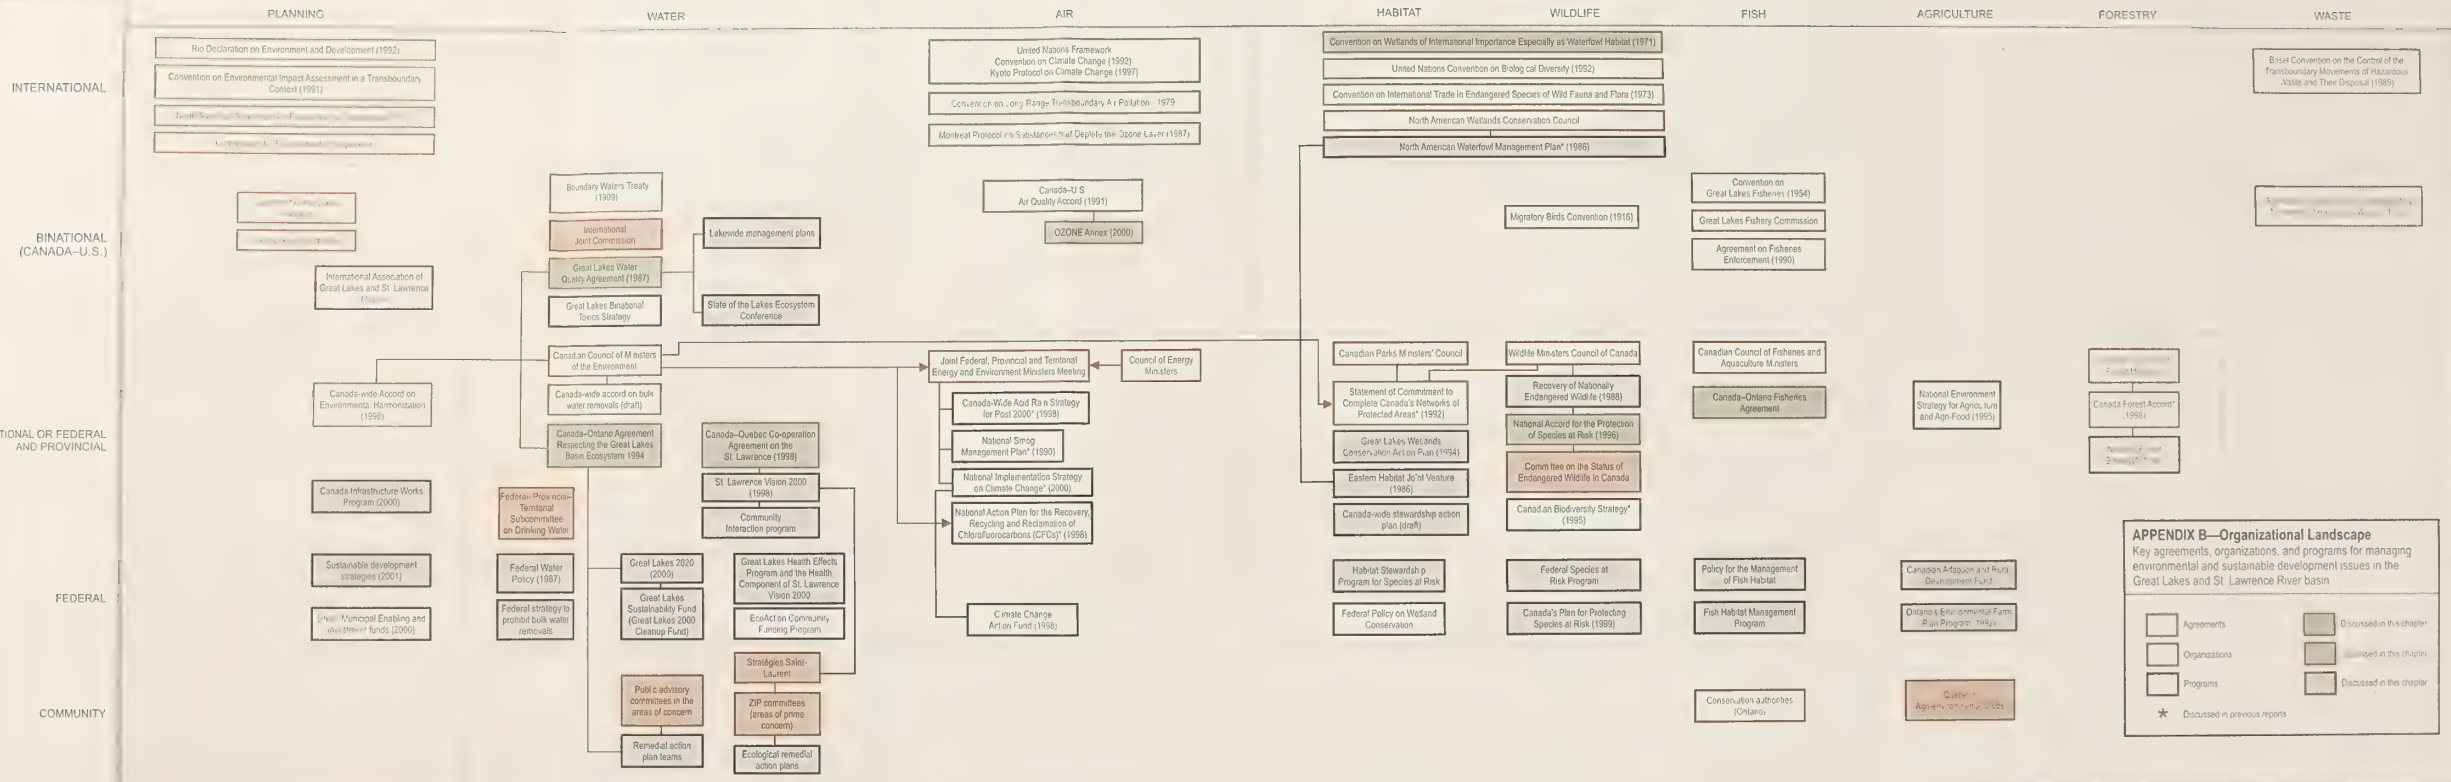 PLANNING
WATER
AIR
HABITAT
WILDLIFE
FISH
AGRICULTURE
FORESTRY
WASTE
INTERNATIONAL
Rio Declaration on Environment and Development (1992)
Convention on Environmental Impact Assessment in a Transboundary
Context (1991)
United Nations Framework
Convention on Climate Change (1992)
Kyoto Protocol on Climate Change (1997)
Convention on Long Range Transboundary Air Pollution 1979
Montreal Protocol on Substances that Deplete the Ozone Layer (1987)
Convention on Wetlands of International Importance Especially as Waterfowl Habitat (1971)
United Nations Convention on Biological Diversity (1992)
Convention on International Trade in Endangered Species of Wild Fauna and Flora (1973)
North American Wetlands Conservation Council
North American Waterfowl Management Plan* (1986)
Basel Convention on the Control of the
Transboundary Movements of Hazardous
Waste and Their Disposal (1989)
BINATIONAL
(CANADA–U.S.)
International Association of
Great Lakes and St. Lawrence
Boundary Waters Treaty
(1909)
International
Joint Commission
Great Lakes Water
Quality Agreement (1987)
Great Lakes Binational
Toxics Strategy
Lakewide management plans
State of the Lakes Ecosystem
Conference
Canada–U S
Air Quality Accord (1991)
OZONE Annex (2000)
Migratory Birds Convention (1916)
Convention on
Great Lakes Fisheries (1954)
Great Lakes Fishery Commission
Agreement on Fisheries
Enforcement (1990)
TIONAL OR FEDERAL
AND PROVINCIAL
Canada-wide Accord on
Environmental Harmonization
(1998)
Canada Infrastructure Works
Program (2000)
Canadian Council of Ministers
of the Environment
Canada-wide accord on bulk
water removals (draft)
Canada–Ontario Agreement
Respecting the Great Lakes
Basin Ecosystem 1994
Federal–Provincial–
Territorial
Subcommittee
on Drinking Water
Canada–Quebec Co-operation
Agreement on the
St. Lawrence (1998)
St. Lawrence Vision 2000
(1998)
Community
Interaction program
Joint Federal, Provincial and Territorial
Energy and Environment Ministers Meeting
Council of Energy
Ministers
Canada-Wide Acid Rain Strategy
for Post 2000* (1998)
National Smog
Management Plan* (1990)
National Implementation Strategy
on Climate Change* (2000)
National Action Plan for the Recovery,
Recycling and Reclamation of
Chlorofluorocarbons (CFCs)* (1998)
Canadian Parks Ministers' Council
Statement of Commitment to
Complete Canada's Networks of
Protected Areas* (1992)
Great Lakes Wetlands
Conservation Action Plan (1994)
Eastern Habitat Joint Venture
(1986)
Canada-wide stewardship action
plan (draft)
Wildlife Ministers Council of Canada
Recovery of Nationally
Endangered Wildlife (1988)
National Accord for the Protection
of Species at Risk (1996)
Committee on the Status of
Endangered Wildlife in Canada
Canadian Biodiversity Strategy*
(1995)
Canadian Council of Fisheries and
Aquaculture Ministers
Canada–Ontario Fisheries
Agreement
National Environment
Strategy for Agriculture
and Agri-Food (1995)
Canada Forest Accord*
(1998)
FEDERAL
Sustainable development
strategies (2001)
Municipal Enabling and
Investment funds (2000)
Federal Water
Policy (1987)
Federal strategy to
prohibit bulk water
removals
Great Lakes 2020
(2000)
Great Lakes
Sustainability Fund
(Great Lakes 2000
Cleanup Fund)
Great Lakes Health Effects
Program and the Health
Component of St. Lawrence
Vision 2000
EcoAction Community
Funding Program
Climate Change
Action Fund (1998)
Habitat Stewardship
Program for Species at Risk
Federal Policy on Wetland
Conservation
Federal Species at
Risk Program
Canada's Plan for Protecting
Species at Risk (1999)
Policy for the Management
of Fish Habitat
Fish Habitat Management
Program
Canadian Adaption and Rural
Development Fund
Ontario's Environmental Farm
Plan Program
COMMUNITY
Public advisory
committees in the
areas of concern
Remedial action
plan teams
Stratégies Saint-
Laurent
ZIP committees
(areas of prime
concern)
Ecological remedial
action plans
Conservation authorities
(Ontario)
APPENDIX B—Organizational Landscape
Key agreements, organizations, and programs for managing
environmental and sustainable development issues in the
Great Lakes and St. Lawrence River basin
Agreements
Discussed in this chapter
Organizations
in this chapter
Programs
Discussed in this chapter
* Discussed in previous reports